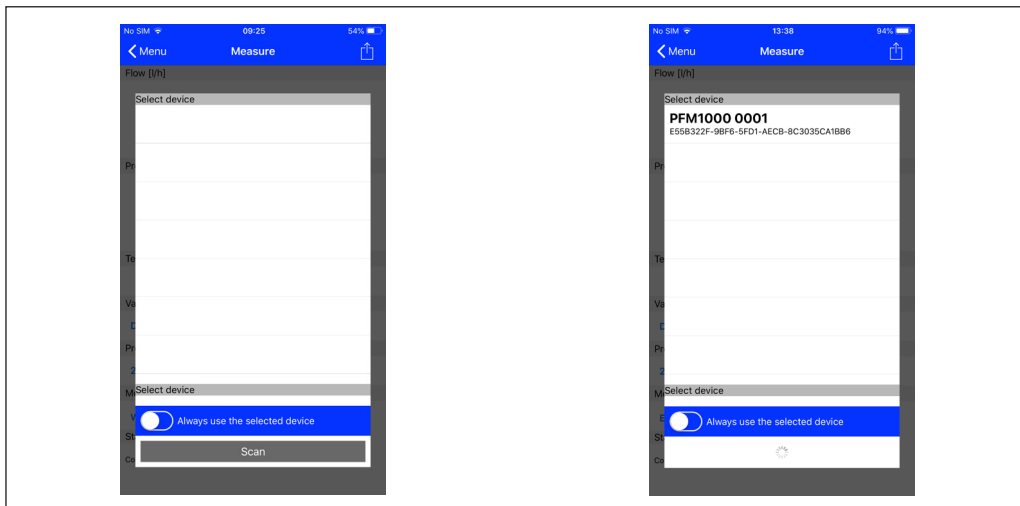 No SIM 09:25 54%
Menu Measure
Flow [l/h]
Select device
Pr
Te
Va
D
Pr
2
M
Select device
V
Always use the selected device
St
Scan
Co
No SIM 13:38 94%
Menu Measure
Flow [l/h]
Select device
PFM1000 0001
E55B322F-9BF6-5FD1-AECB-8C3035CA1BB6
Pr
Te
Va
Pr
2
M
Select device
E
Always use the selected device
St
Co